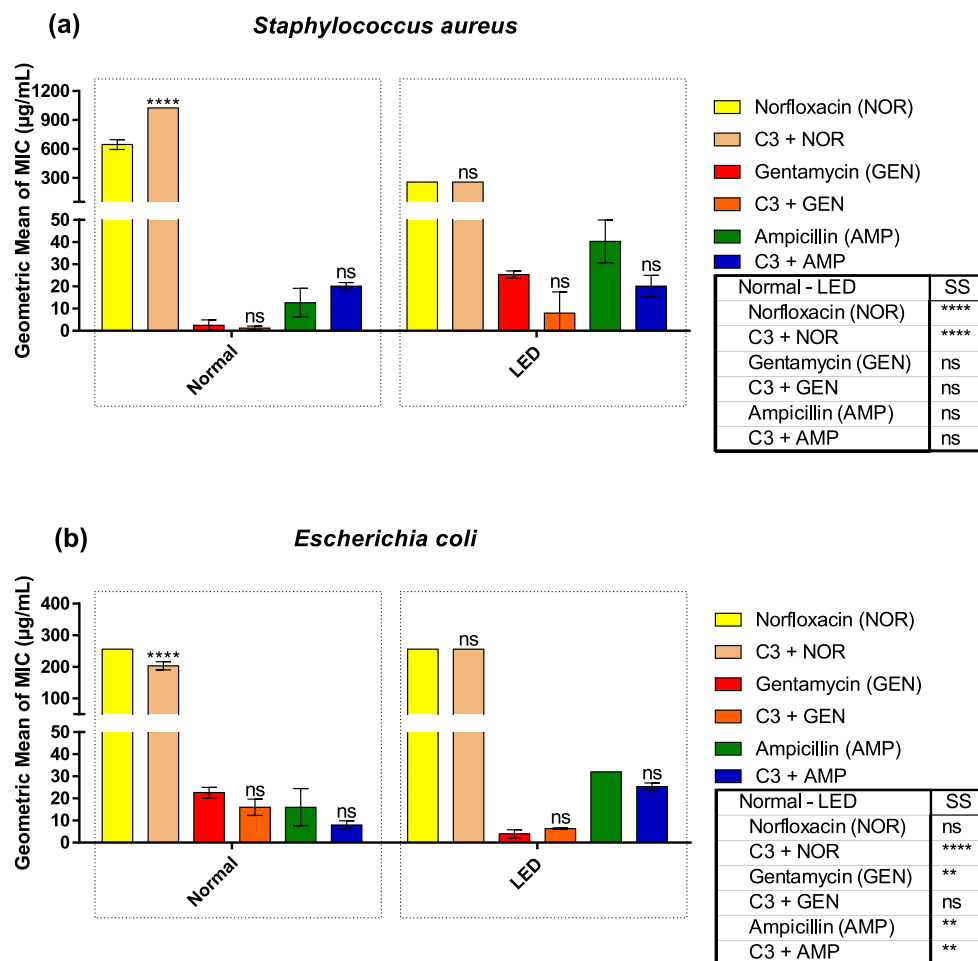 (a)
Staphylococcus aureus
Geometric Mean of MIC (µg/mL)
1200
900
600
300
50
40
30
20
10
0
****
ns
ns
ns
ns
ns
Normal
LED
Norfloxacin (NOR)
C3 + NOR
Gentamycin (GEN)
C3 + GEN
Ampicillin (AMP)
C3 + AMP
Normal - LED SS
Norfloxacin (NOR) ****
C3 + NOR ****
Gentamycin (GEN) ns
C3 + GEN ns
Ampicillin (AMP) ns
C3 + AMP ns
(b)
Escherichia coli
Geometric Mean of MIC (µg/mL)
400
300
200
100
50
40
30
20
10
0
****
ns
ns
ns
ns
ns
Normal
LED
Norfloxacin (NOR)
C3 + NOR
Gentamycin (GEN)
C3 + GEN
Ampicillin (AMP)
C3 + AMP
Normal - LED SS
Norfloxacin (NOR) ns
C3 + NOR ****
Gentamycin (GEN) **
C3 + GEN ns
Ampicillin (AMP) **
C3 + AMP **